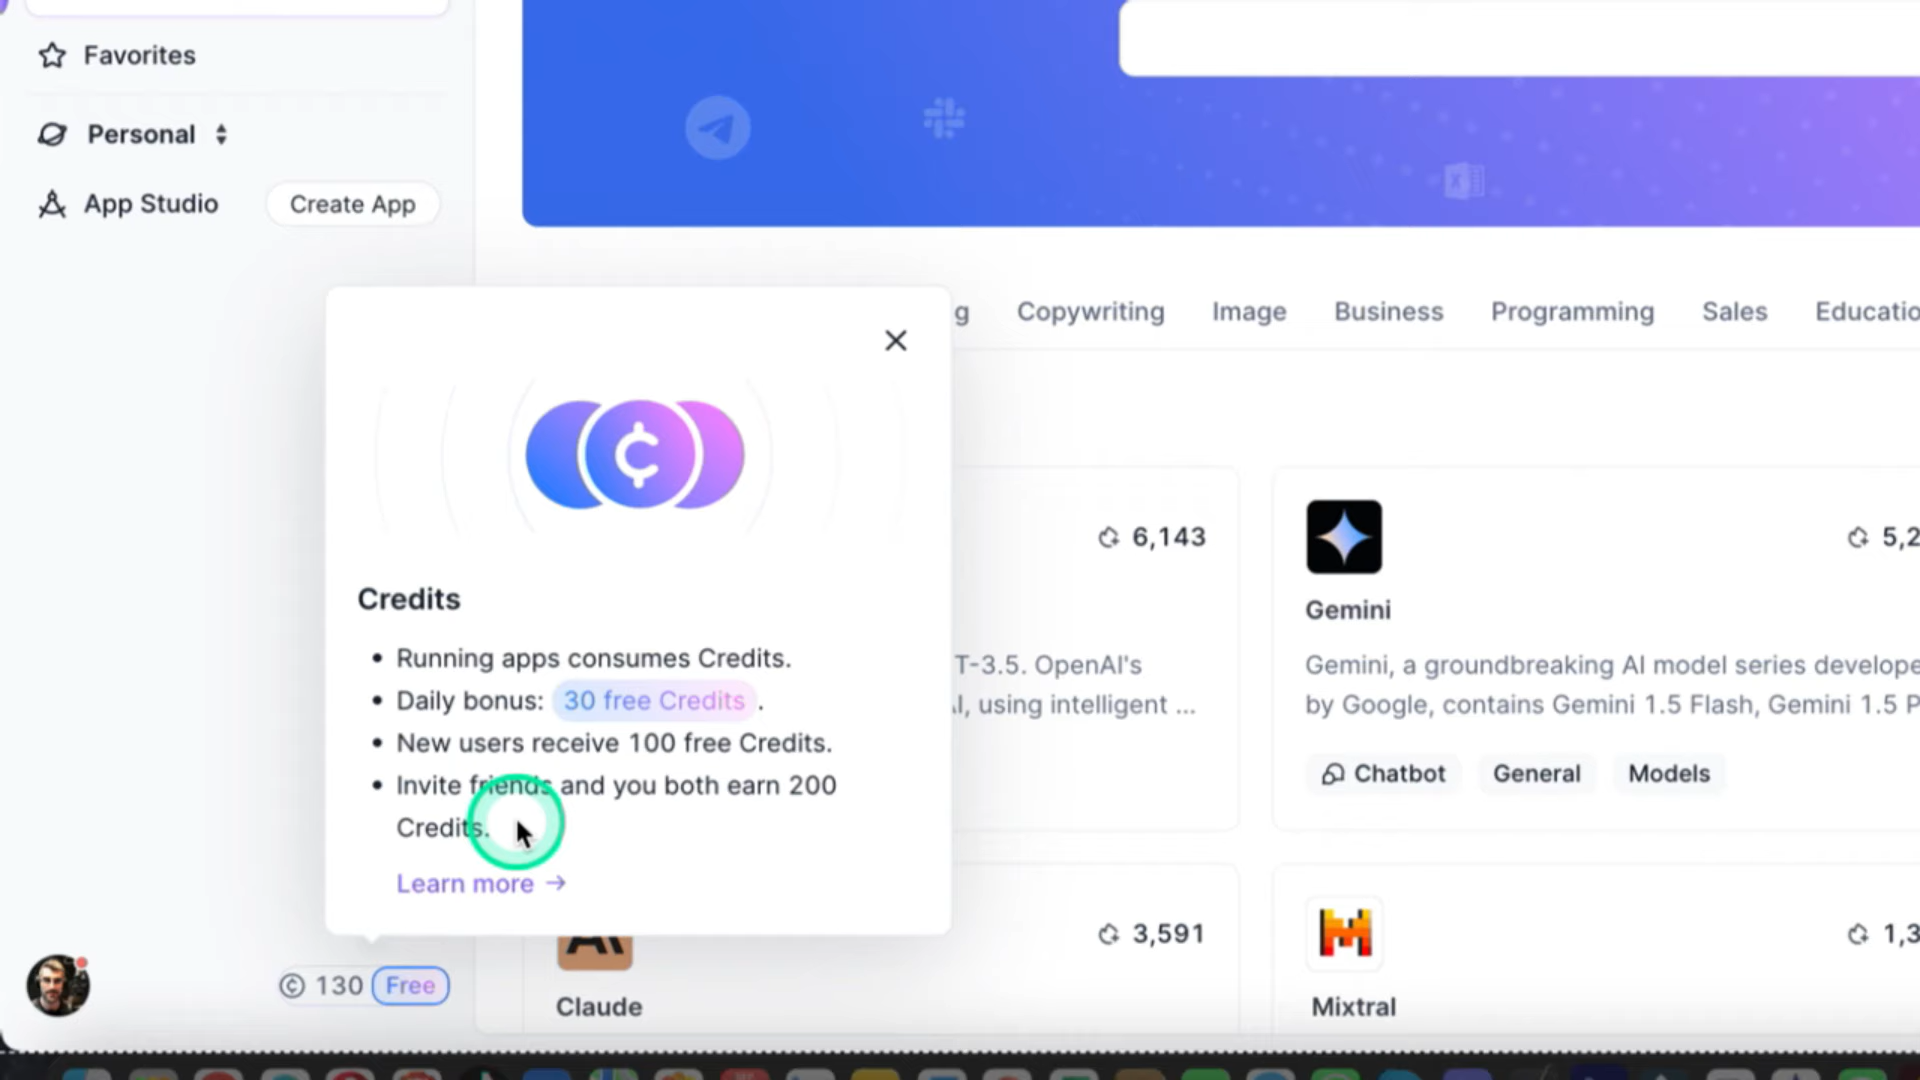 Favorites
Personal
App Studio
Create App
g
Copywriting
Image
Business
Programming
Sales
Educatio
Credits
• Running apps consumes Credits.
• Daily bonus: 30 free Credits .
• New users receive 100 free Credits.
• Invite friends and you both earn 200
Credits.
Learn more →
6,143
T-3.5. OpenAI's
AI, using intelligent ...
5,2
Gemini
Gemini, a groundbreaking AI model series develope
by Google, contains Gemini 1.5 Flash, Gemini 1.5 P
Chatbot
General
Models
3,591
Claude
1,3
Mixtral
130
Free